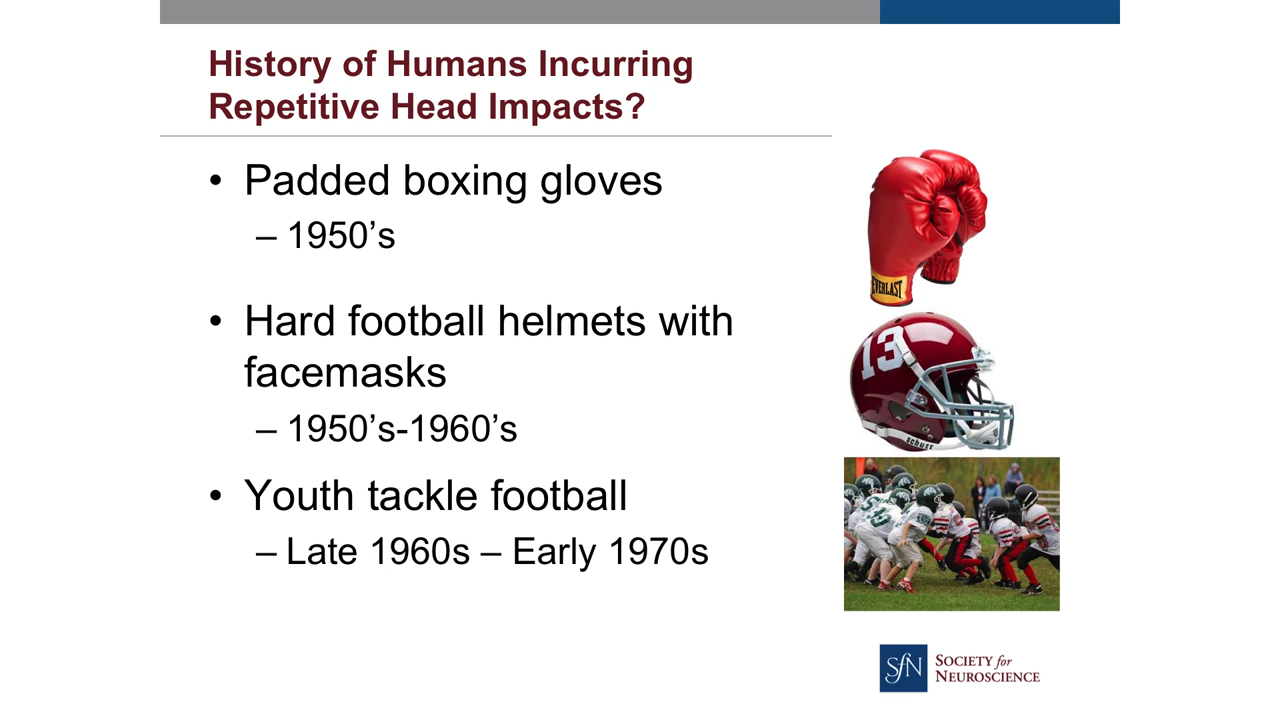 History of Humans Incurring
Repetitive Head Impacts?
• Padded boxing gloves
– 1950’s
• Hard football helmets with
facemasks
– 1950’s-1960’s
• Youth tackle football
– Late 1960s – Early 1970s
EVERLAST
13
schutt
SfN
SOCIETY for
NEUROSCIENCE